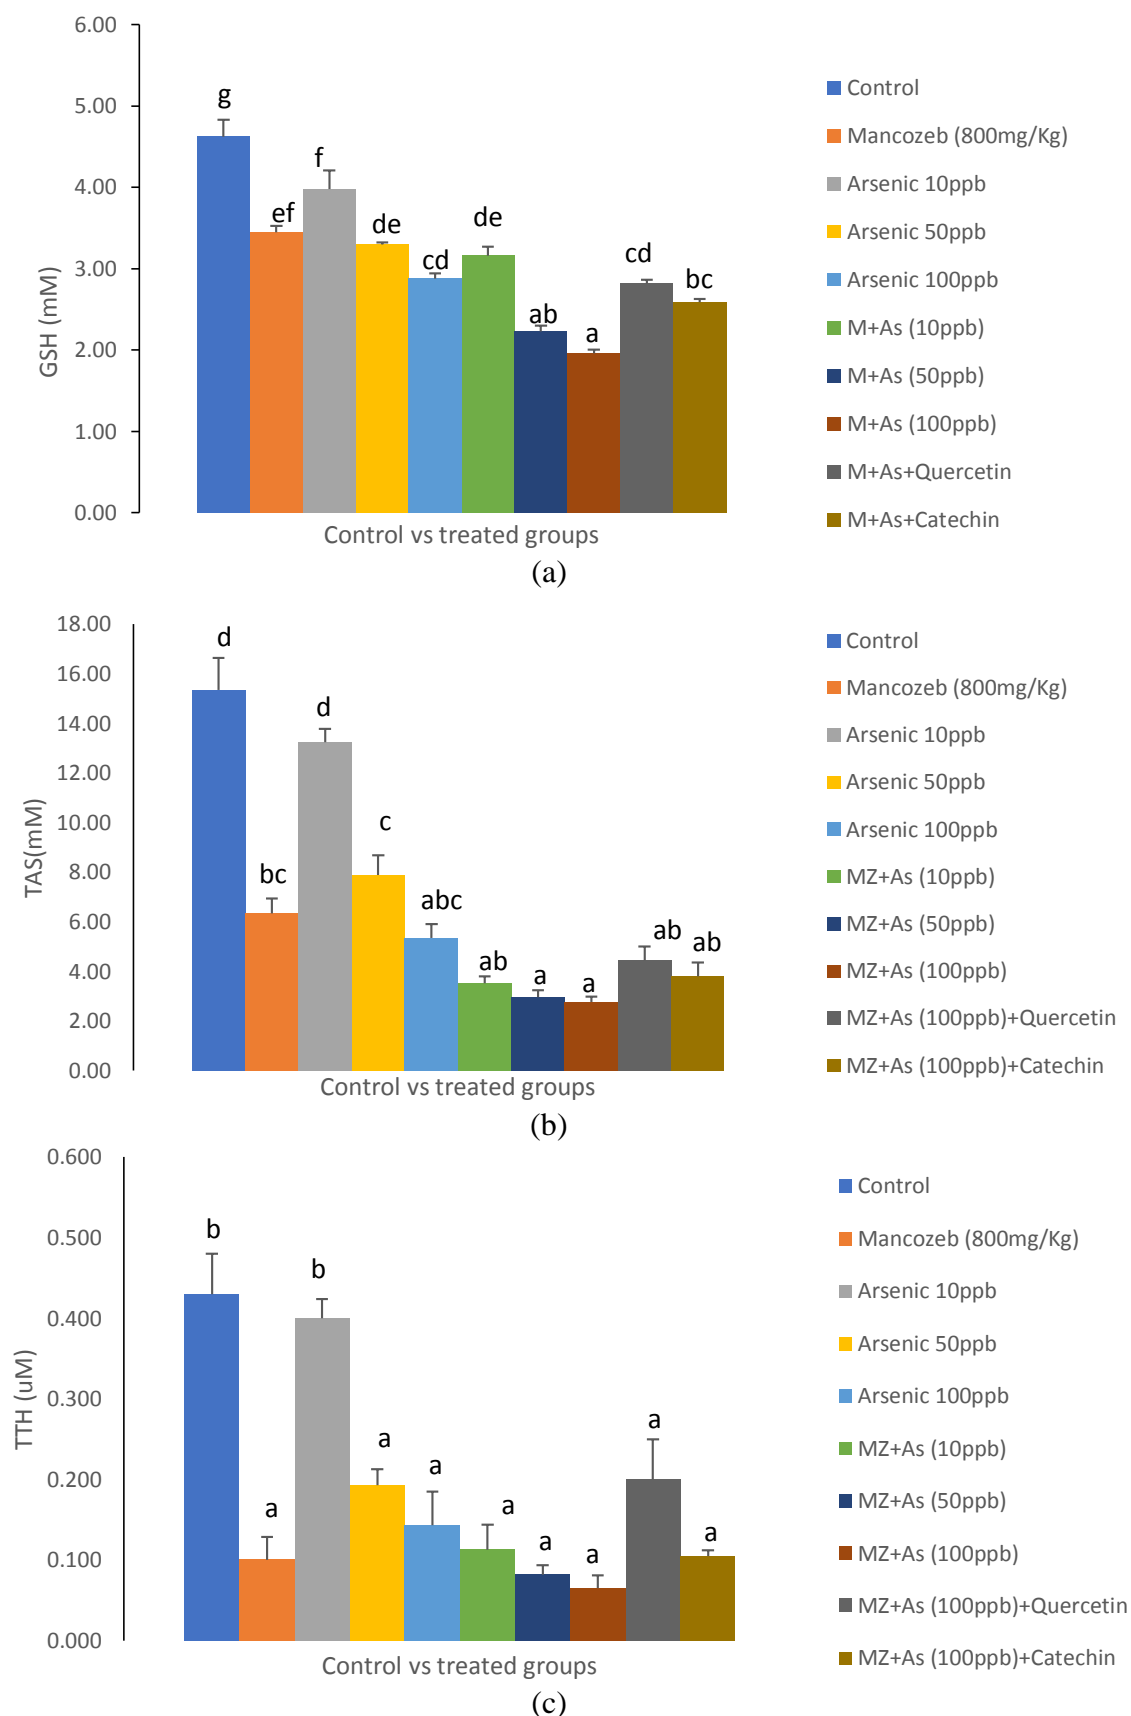 6.00
5.00
4.00
3.00
2.00
1.00
0.00
GSH (mM)
g
ef
f
de
cd
de
ab
a
cd
bc
Control vs treated groups
Control
Mancozeb (800mg/Kg)
Arsenic 10ppb
Arsenic 50ppb
Arsenic 100ppb
M+As (10ppb)
M+As (50ppb)
M+As (100ppb)
M+As+Quercetin
M+As+Catechin
(a)
18.00
16.00
14.00
12.00
10.00
8.00
6.00
4.00
2.00
0.00
TAS(mM)
d
bc
d
c
abc
ab
a
a
ab
ab
Control vs treated groups
Control
Mancozeb (800mg/Kg)
Arsenic 10ppb
Arsenic 50ppb
Arsenic 100ppb
MZ+As (10ppb)
MZ+As (50ppb)
MZ+As (100ppb)
MZ+As (100ppb)+Quercetin
MZ+As (100ppb)+Catechin
(b)
0.600
0.500
0.400
0.300
0.200
0.100
0.000
TTH (uM)
b
a
b
a
a
a
a
a
a
a
Control vs treated groups
Control
Mancozeb (800mg/Kg)
Arsenic 10ppb
Arsenic 50ppb
Arsenic 100ppb
MZ+As (10ppb)
MZ+As (50ppb)
MZ+As (100ppb)
MZ+As (100ppb)+Quercetin
MZ+As (100ppb)+Catechin
(c)